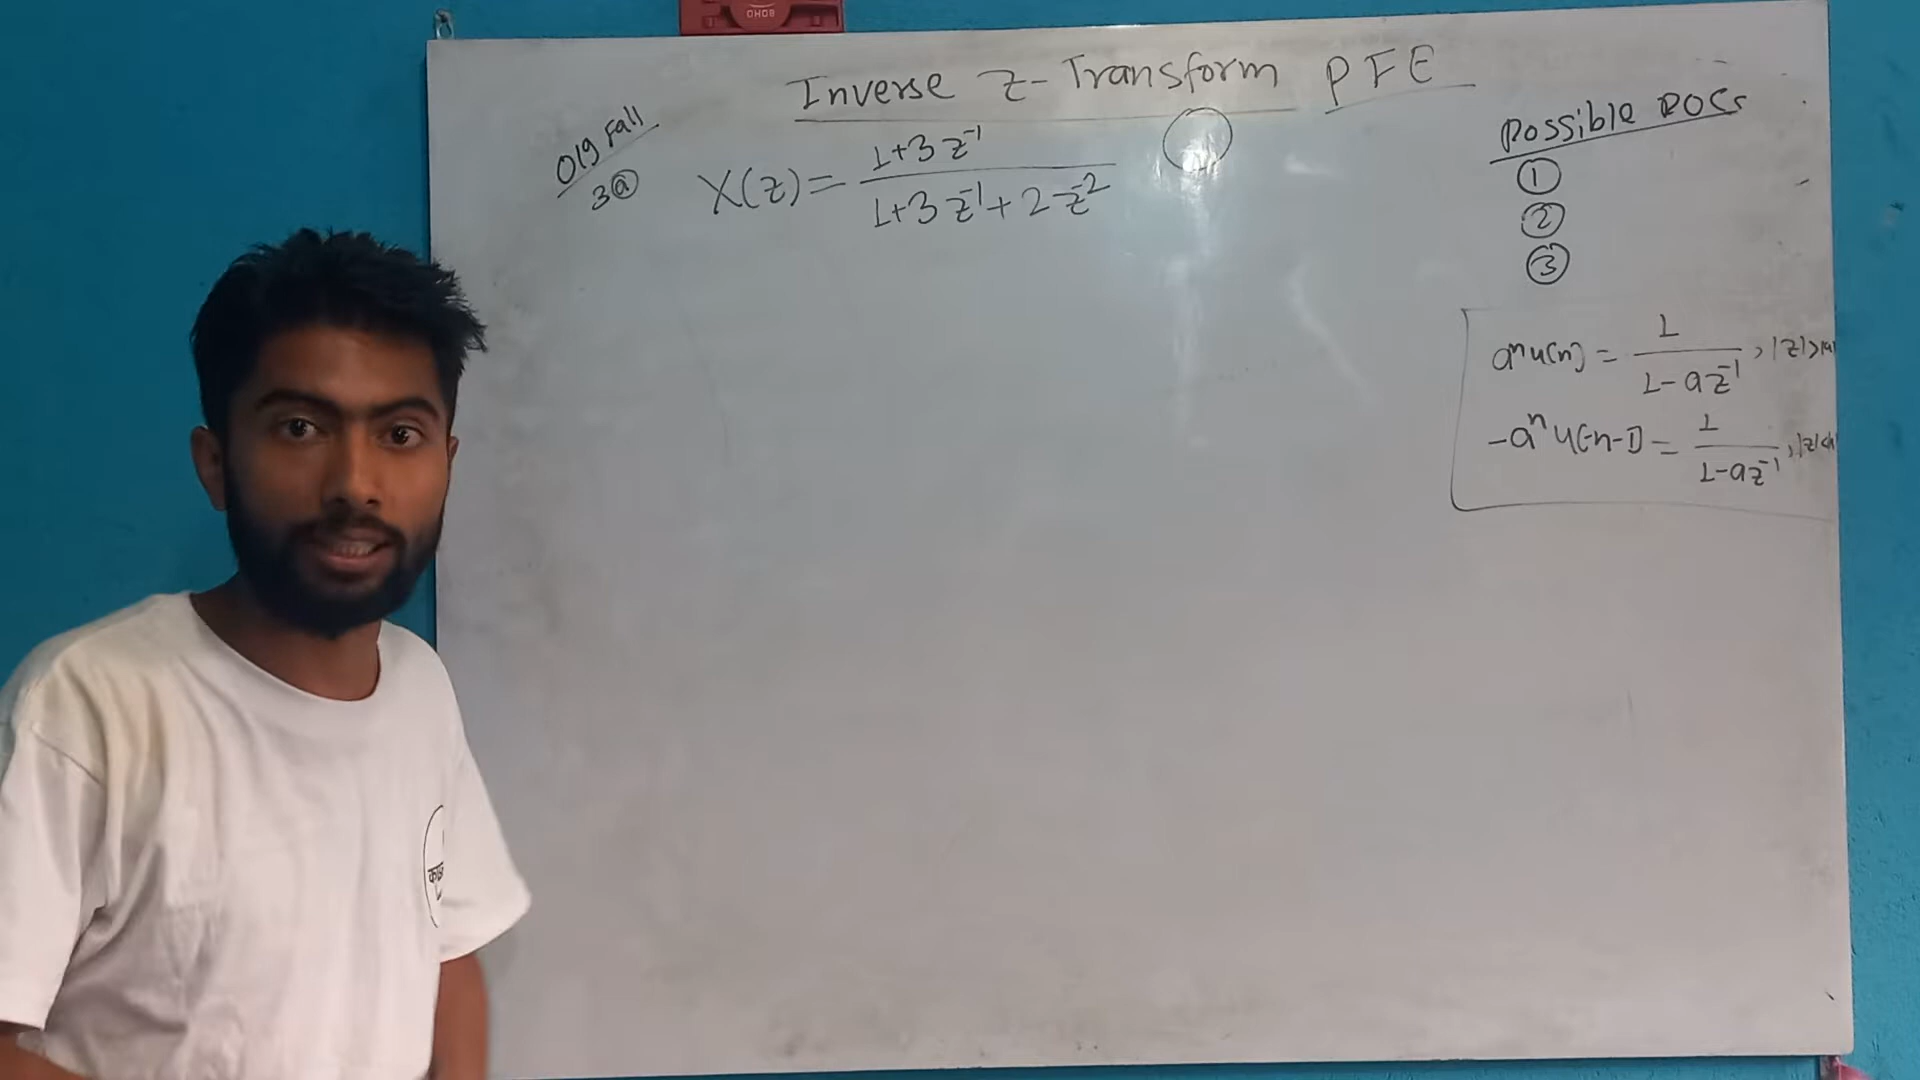 Inverse Z-Transform PFE
019 Fall
3 ⓐ
X(z) = 1+3z⁻¹ / 1+3z⁻¹+2z⁻²
Possible ROCs
①
②
③
aⁿu(n) = 1 / 1-az⁻¹ , |z|>|a|
-aⁿu(-n-1) = 1 / 1-az⁻¹ , |z|<|a